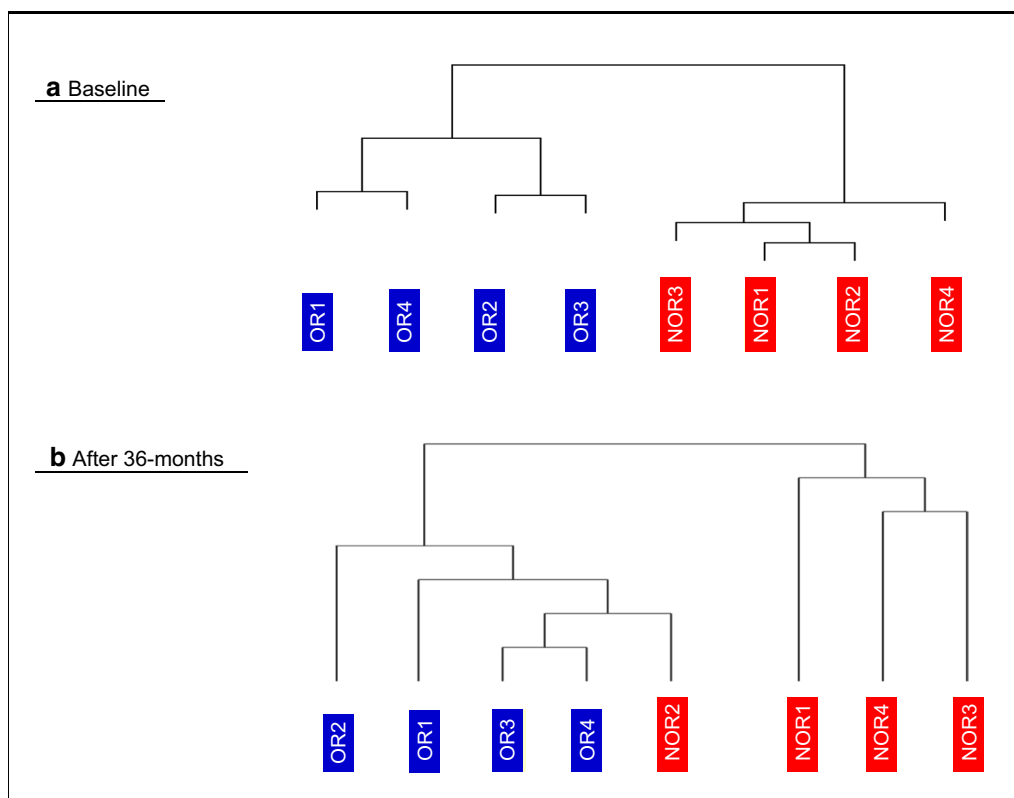 a Baseline
OR1
OR4
OR2
OR3
NOR3
NOR1
NOR2
NOR4
b After 36-months
OR2
OR1
OR3
OR4
NOR2
NOR1
NOR4
NOR3